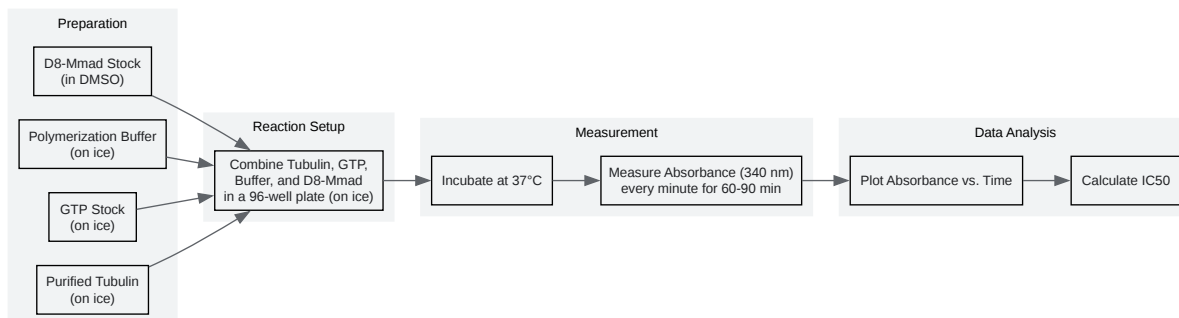 Preparation
D8-Mmad Stock
(in DMSO)
Polymerization Buffer
(on ice)
GTP Stock
(on ice)
Purified Tubulin
(on ice)
Reaction Setup
Combine Tubulin, GTP,
Buffer, and D8-Mmad
in a 96-well plate (on ice)
Measurement
Incubate at 37°C
Measure Absorbance (340 nm)
every minute for 60-90 min
Data Analysis
Plot Absorbance vs. Time
Calculate IC50